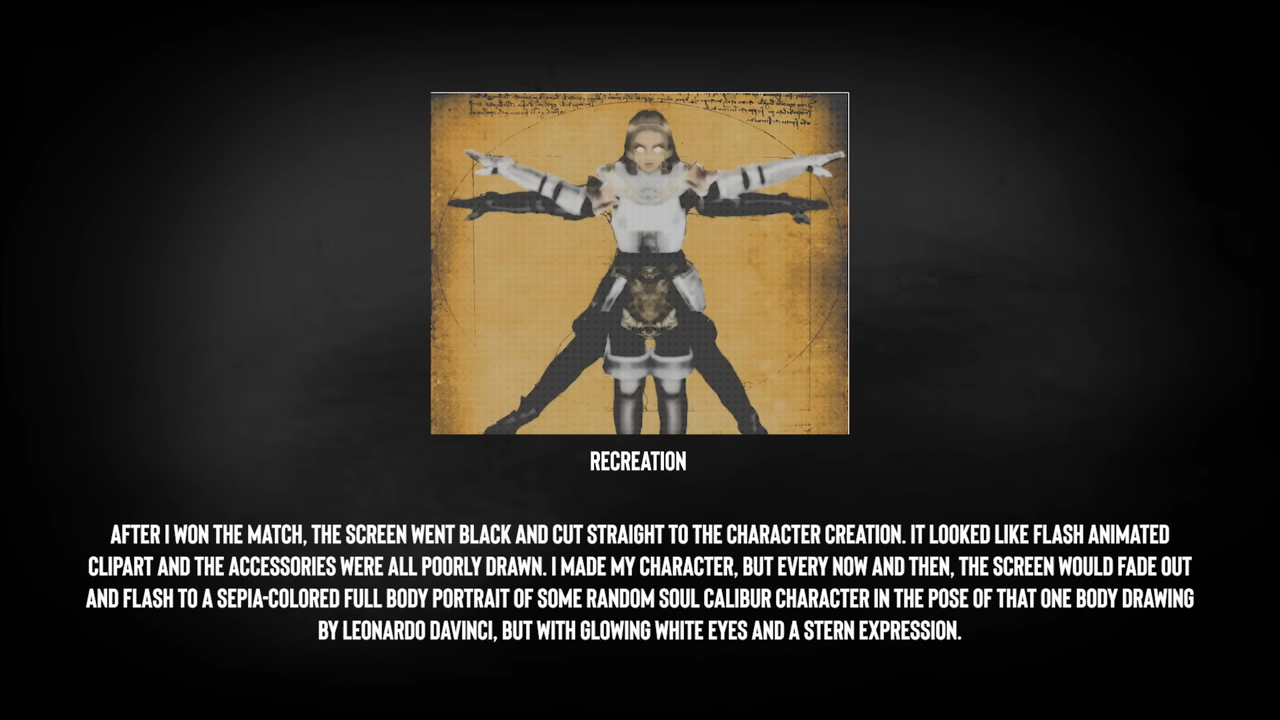 RECREATION
AFTER I WON THE MATCH, THE SCREEN WENT BLACK AND CUT STRAIGHT TO THE CHARACTER CREATION. IT LOOKED LIKE FLASH ANIMATED
CLIPART AND THE ACCESSORIES WERE ALL POORLY DRAWN. I MADE MY CHARACTER, BUT EVERY NOW AND THEN, THE SCREEN WOULD FADE OUT
AND FLASH TO A SEPIA-COLORED FULL BODY PORTRAIT OF SOME RANDOM SOUL CALIBUR CHARACTER IN THE POSE OF THAT ONE BODY DRAWING
BY LEONARDO DAVINCI, BUT WITH GLOWING WHITE EYES AND A STERN EXPRESSION.